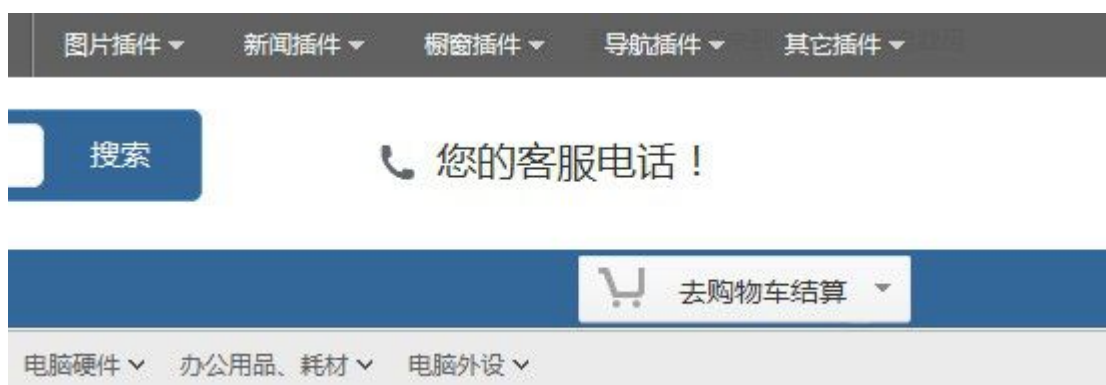 图片插件 新闻插件 橱窗插件 导航插件 其它插件
搜索 您的客服电话！
去购物车结算
电脑硬件 办公用品、耗材 电脑外设